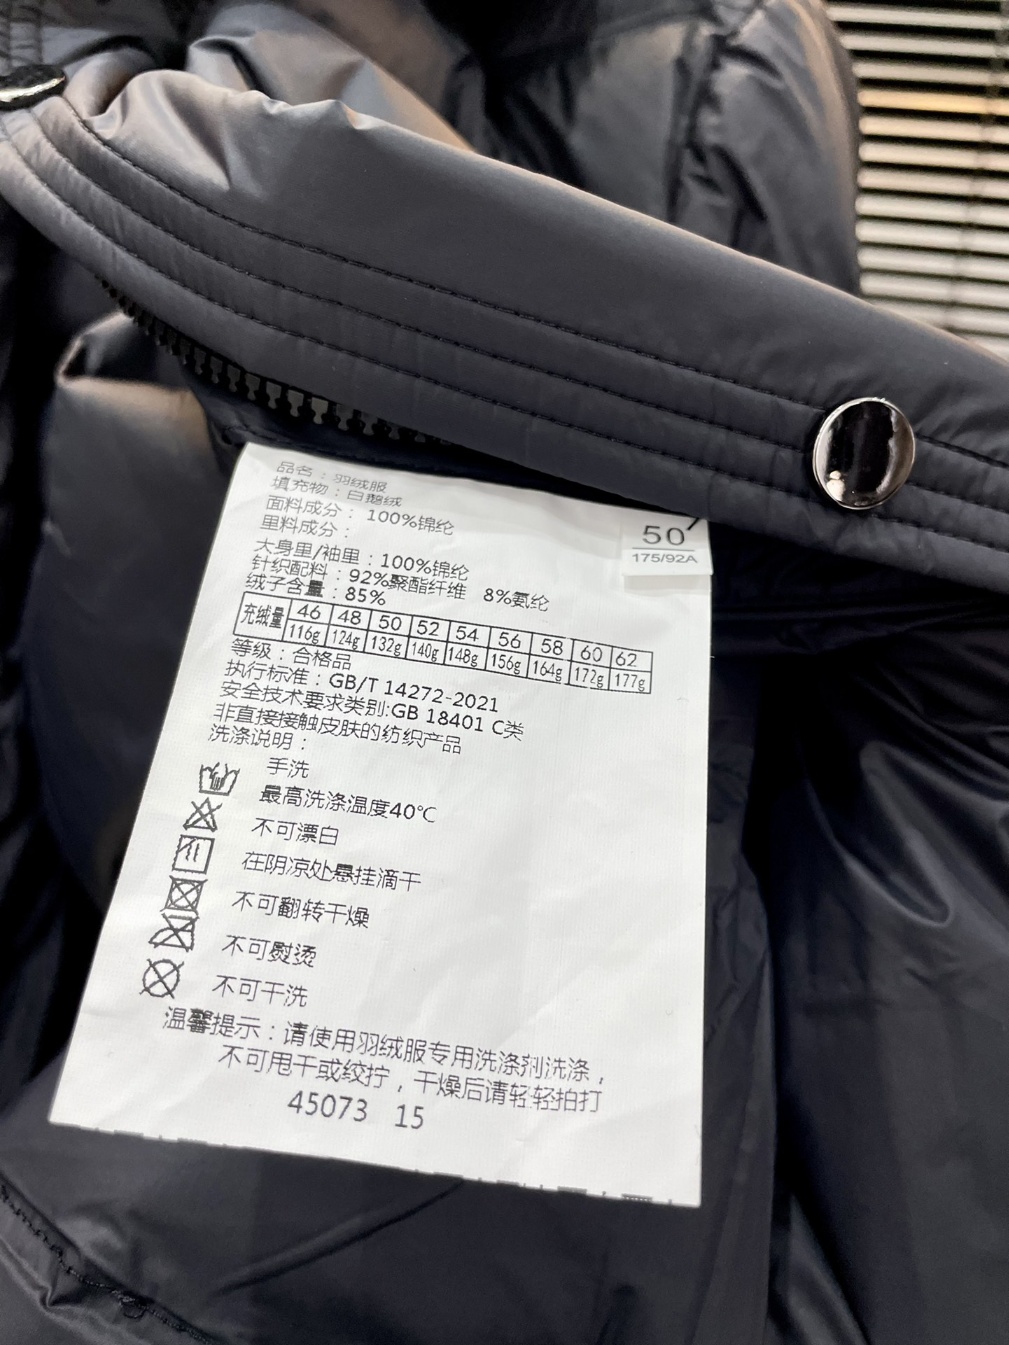 品名：羽绒服
填充物：白鹅绒
面料成分： 100%锦纶
里料成分：
大身里/袖里：100%锦纶
针织配料：92%聚酯纤维 8%氨纶
绒子含量：85%
充绒量 46 48 50 52 54 56 58 60 62
116g 124g 132g 140g 148g 156g 164g 172g 177g
等级：合格品
执行标准：GB/T 14272-2021
安全技术要求类别:GB 18401 C类
非直接接触皮肤的纺织产品
洗涤说明：
手洗
最高洗涤温度40℃
不可漂白
在阴凉处悬挂滴干
不可翻转干燥
不可熨烫
不可干洗
温馨提示：请使用羽绒服专用洗涤剂洗涤，
不可甩干或绞拧，干燥后请轻轻拍打
45073 15
50
175/92A